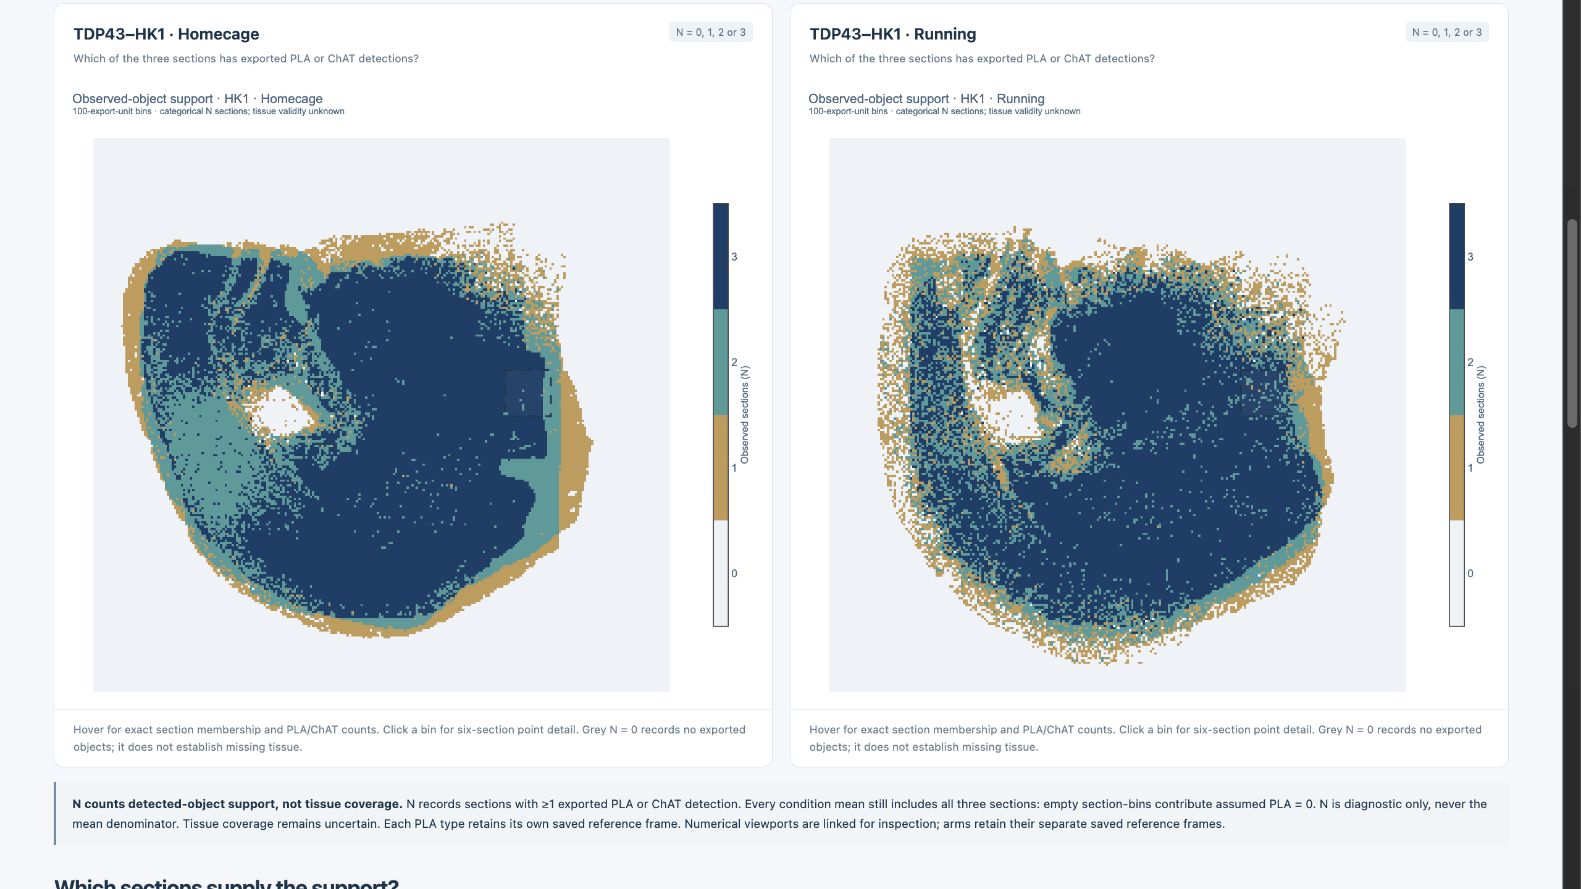 TDP43–HK1 · Homecage
N = 0, 1, 2 or 3
Which of the three sections has exported PLA or ChAT detections?
Observed-object support · HK1 · Homecage
100-export-unit bins · categorical N sections; tissue validity unknown
3
2
1
0
Observed sections (N)
Hover for exact section membership and PLA/ChAT counts. Click a bin for six-section point detail. Grey N = 0 records no exported
objects; it does not establish missing tissue.
TDP43–HK1 · Running
N = 0, 1, 2 or 3
Which of the three sections has exported PLA or ChAT detections?
Observed-object support · HK1 · Running
100-export-unit bins · categorical N sections; tissue validity unknown
3
2
1
0
Observed sections (N)
Hover for exact section membership and PLA/ChAT counts. Click a bin for six-section point detail. Grey N = 0 records no exported
objects; it does not establish missing tissue.
N counts detected-object support, not tissue coverage. N records sections with ≥1 exported PLA or ChAT detection. Every condition mean still includes all three sections: empty section-bins contribute assumed PLA = 0. N is diagnostic only, never the
mean denominator. Tissue coverage remains uncertain. Each PLA type retains its own saved reference frame. Numerical viewports are linked for inspection; arms retain their separate saved reference frames.
Which sections supply the support?